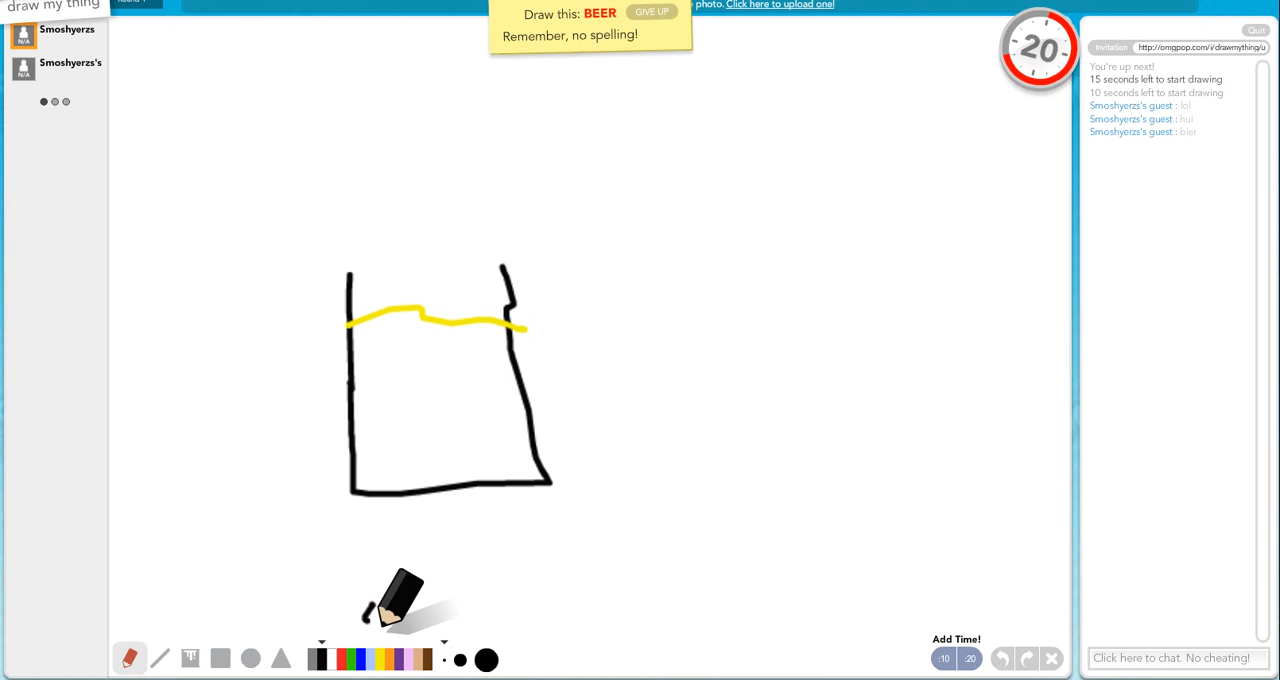 draw my thing
photo. Click here to upload one!
Draw this: BEER GIVE UP
Remember, no spelling!
Smoshyerzs
N/A
Smoshyerzs's
N/A
20
Quit
Invitation http://omgpop.com/i/drawmything/u
You're up next!
15 seconds left to start drawing
10 seconds left to start drawing
Smoshyerzs's guest : lol
Smoshyerzs's guest : hui
Smoshyerzs's guest : bier
Add Time!
:10 :20
Click here to chat. No cheating!